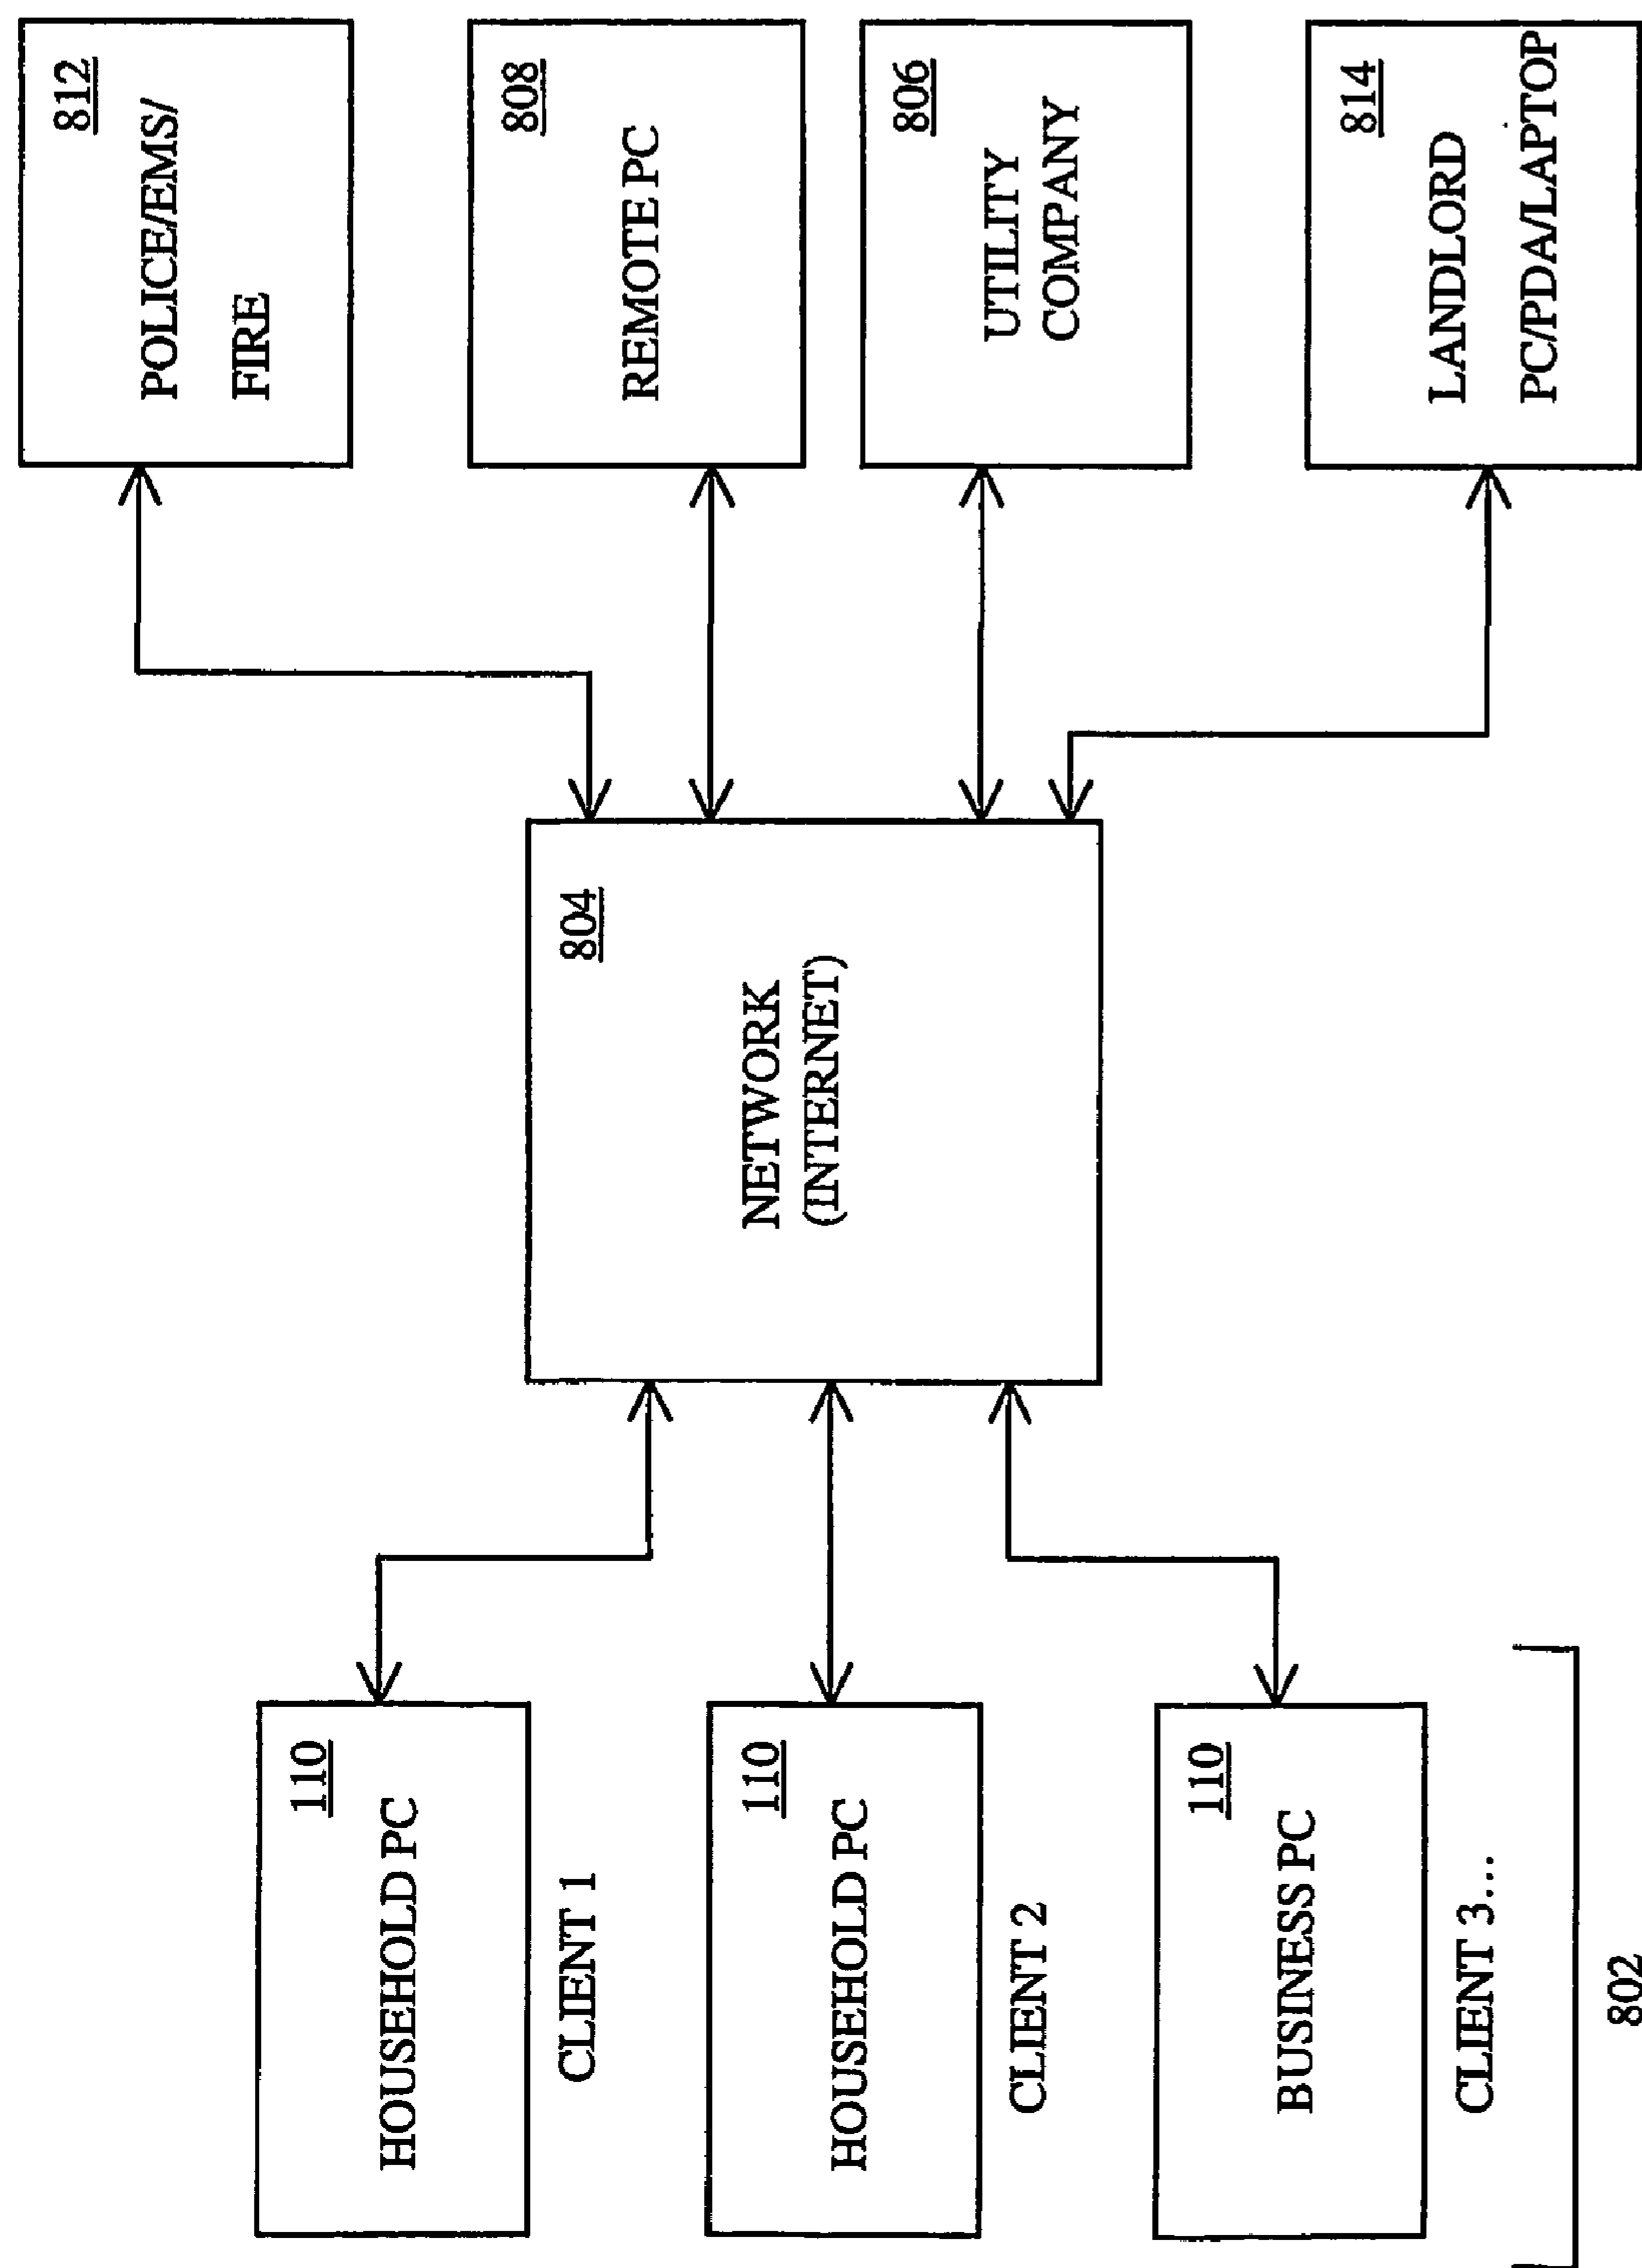 110
HOUSEHOLD PC
CLIENT 1
110
HOUSEHOLD PC
CLIENT 2
110
BUSINESS PC
CLIENT 3...
802
804
NETWORK
(INTERNET)
812
POLICE/EMS/
FIRE
808
REMOTE PC
806
UTILITY
COMPANY
814
LANDLORD
PC/PDA/LAPTOP